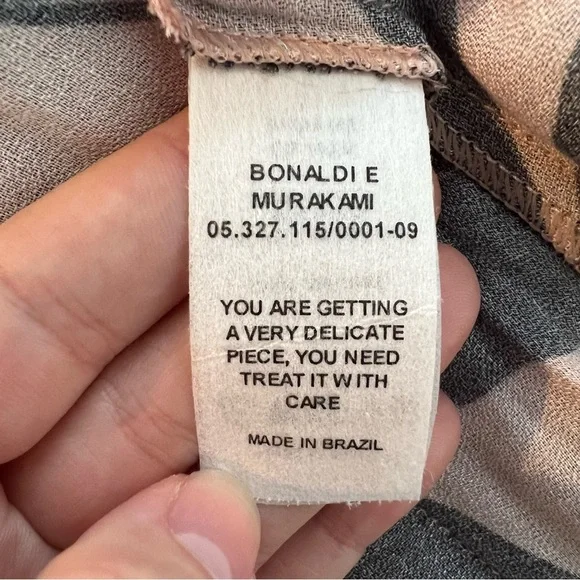 BONALDI E
MURAKAMI
05.327.115/0001-09
YOU ARE GETTING
A VERY DELICATE
PIECE, YOU NEED
TREAT IT WITH
CARE
MADE IN BRAZIL